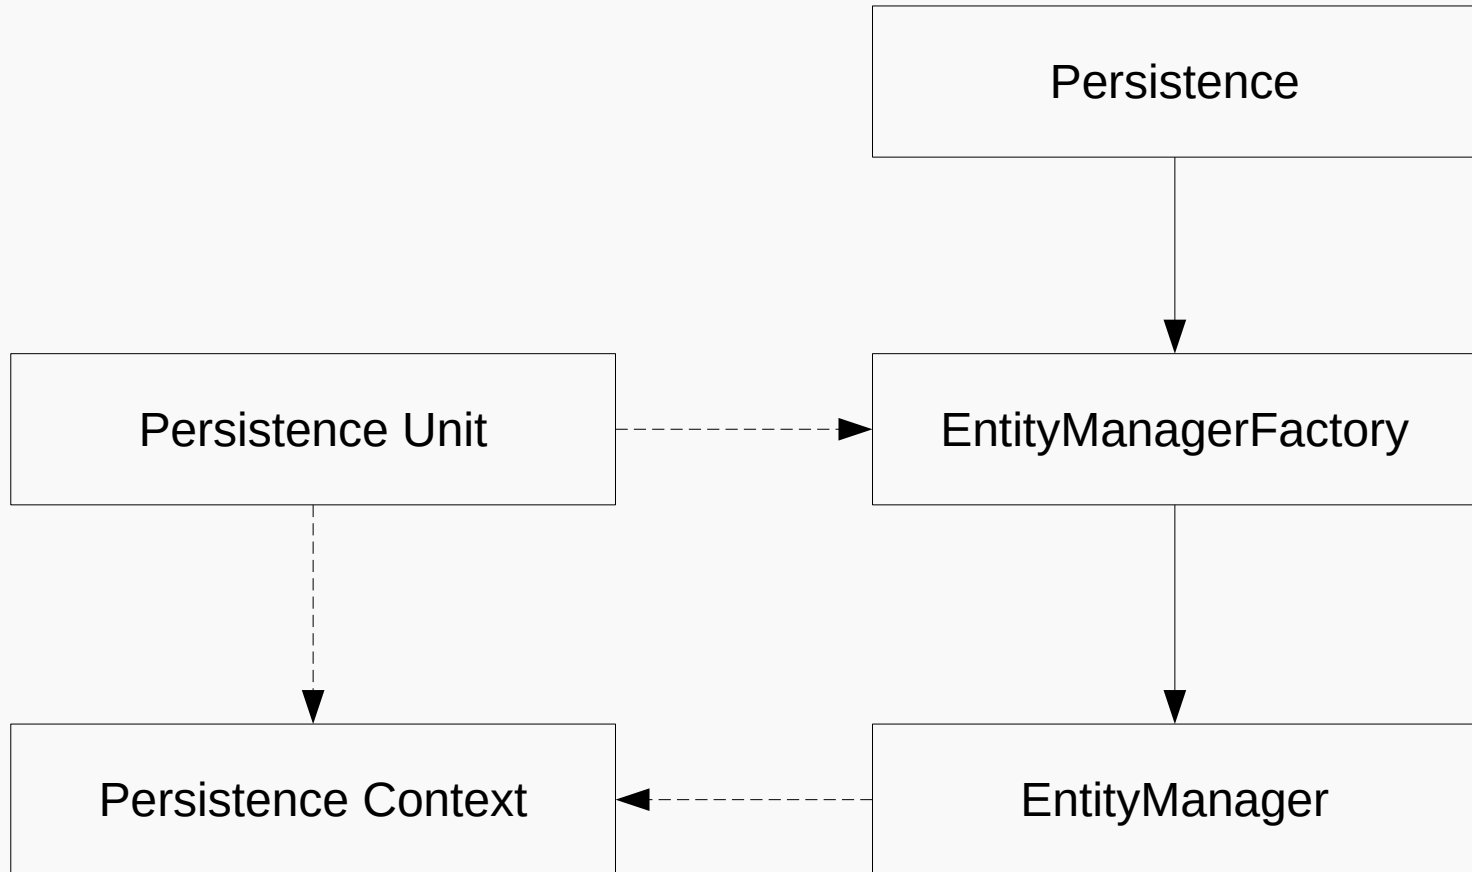 Persistence
Persistence Unit
EntityManagerFactory
Persistence Context
EntityManager